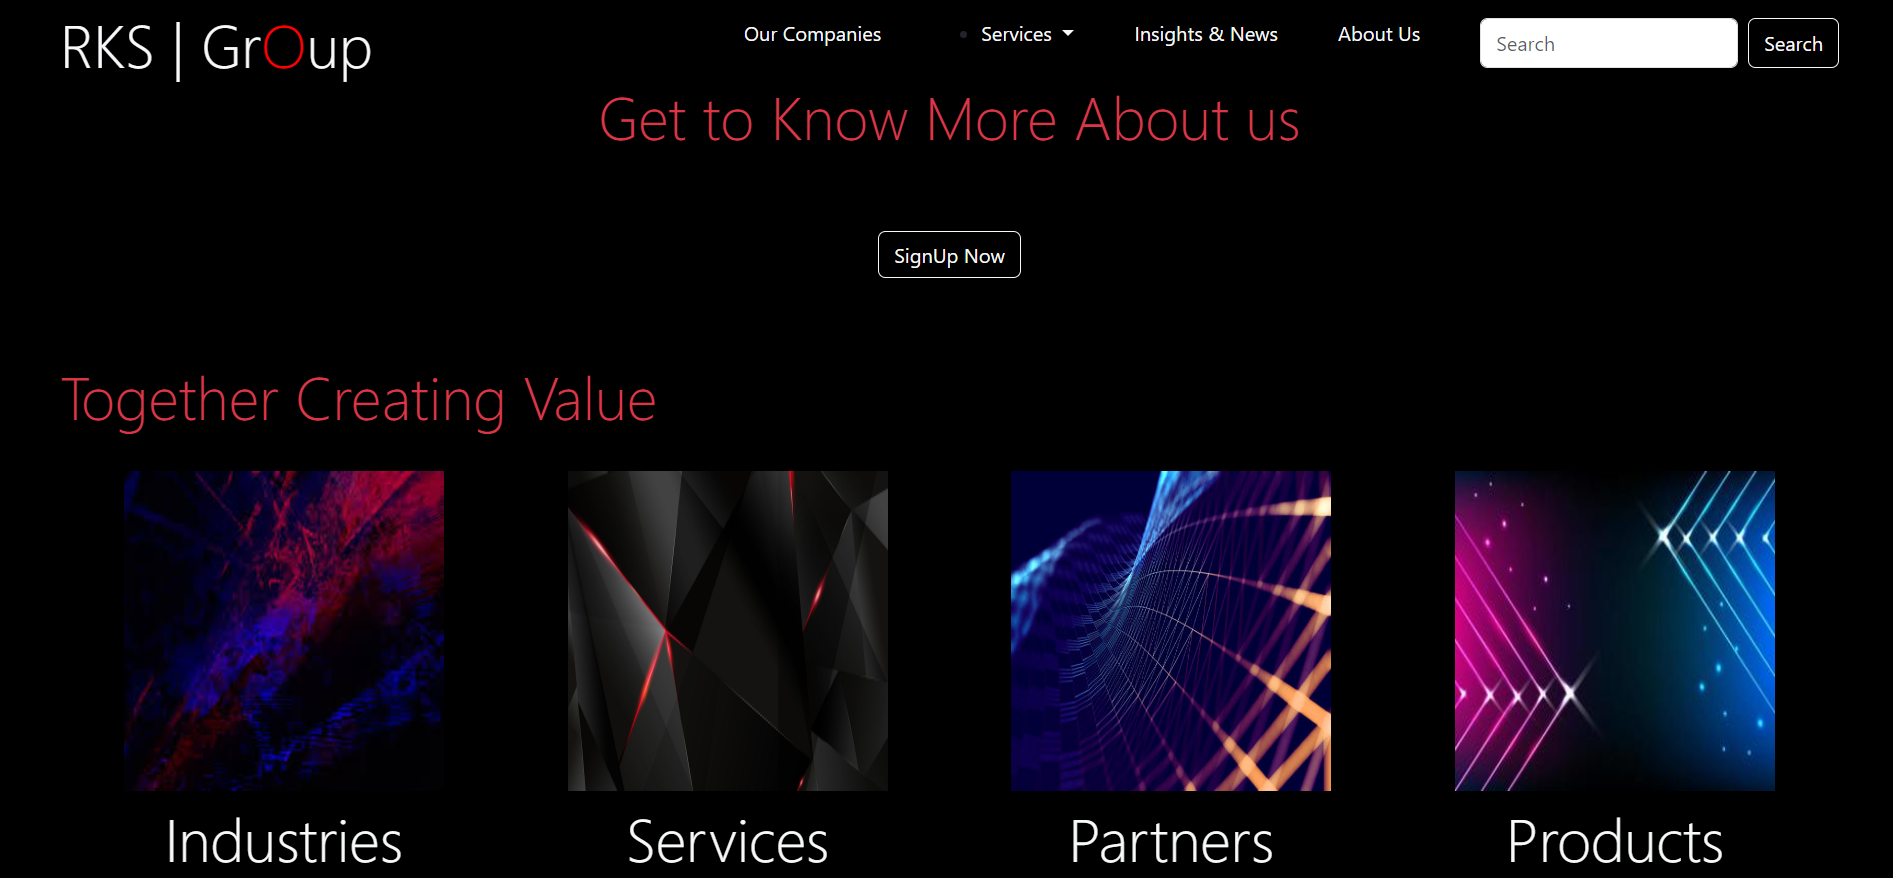 RKS | GrOup
Our Companies
Services
Insights & News
About Us
Search
Search
Get to Know More About us
SignUp Now
Together Creating Value
Industries
Services
Partners
Products